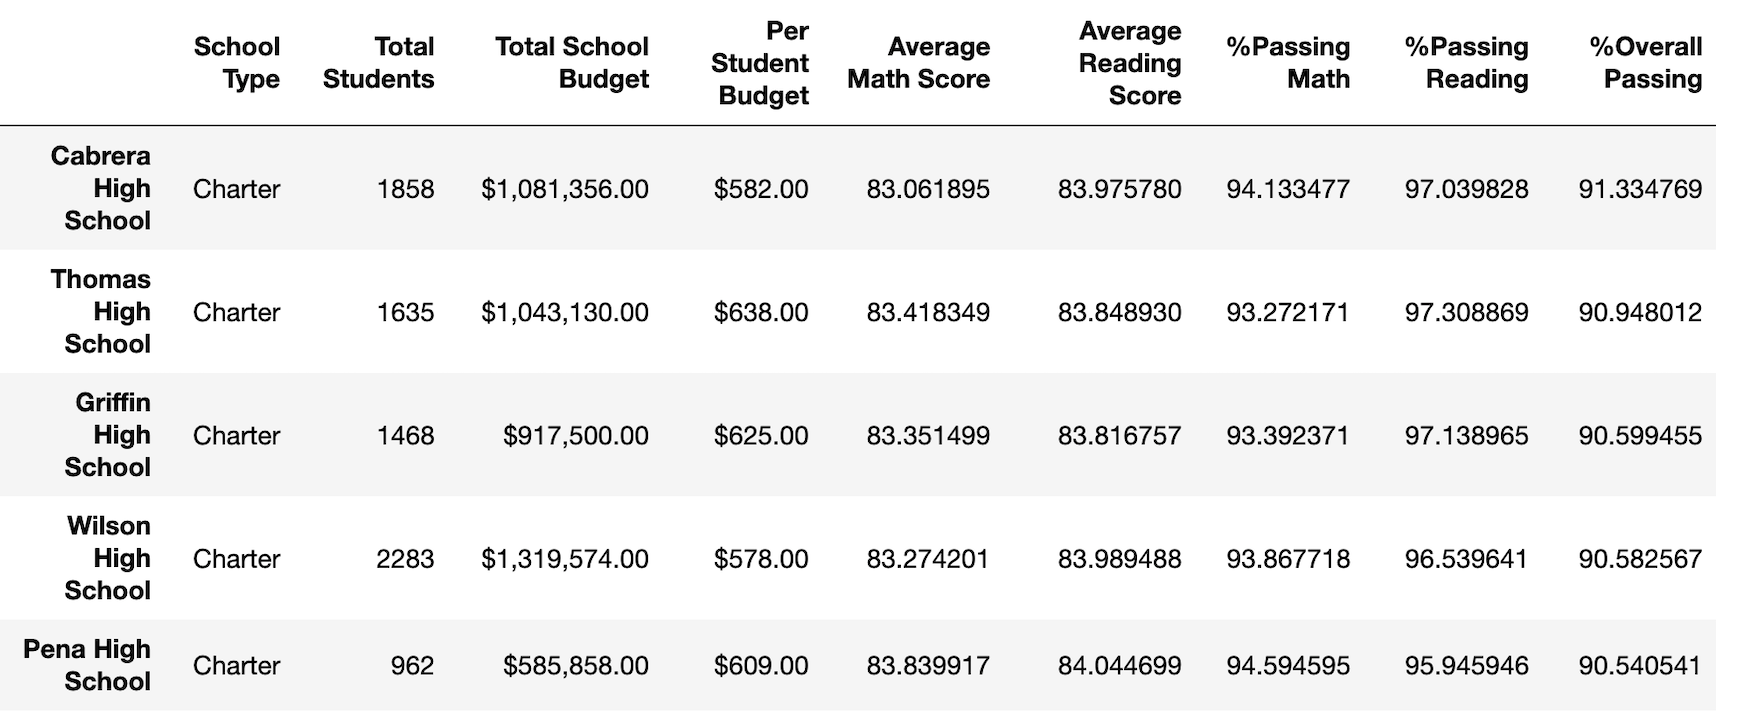 School Type Total Students Total School Budget Per Student Budget Average Math Score Average Reading Score %Passing Math %Passing Reading %Overall Passing
Cabrera High School Charter 1858 $1,081,356.00 $582.00 83.061895 83.975780 94.133477 97.039828 91.334769
Thomas High School Charter 1635 $1,043,130.00 $638.00 83.418349 83.848930 93.272171 97.308869 90.948012
Griffin High School Charter 1468 $917,500.00 $625.00 83.351499 83.816757 93.392371 97.138965 90.599455
Wilson High School Charter 2283 $1,319,574.00 $578.00 83.274201 83.989488 93.867718 96.539641 90.582567
Pena High School Charter 962 $585,858.00 $609.00 83.839917 84.044699 94.594595 95.945946 90.540541